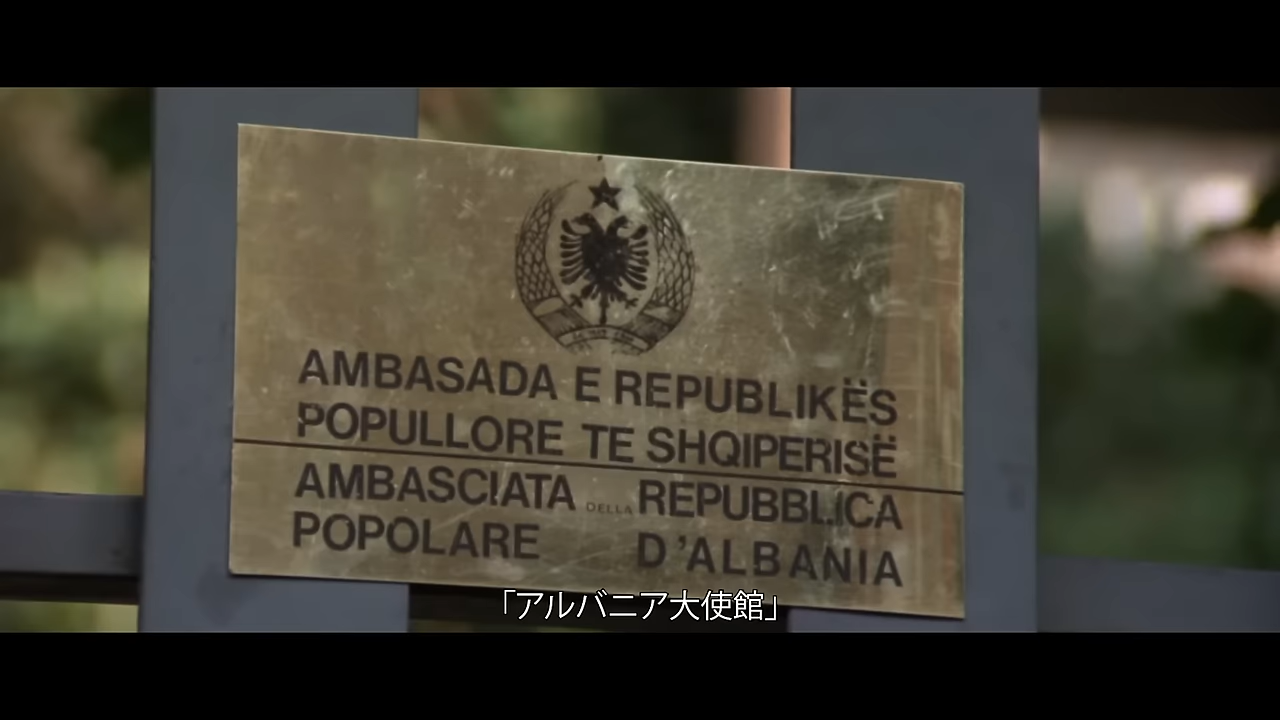 AMBASADA E REPUBLIKËS
POPULLORE TE SHQIPERISË
AMBASCIATA DELLA REPUBBLICA
POPOLARE D'ALBANIA
「アルバニア大使館」